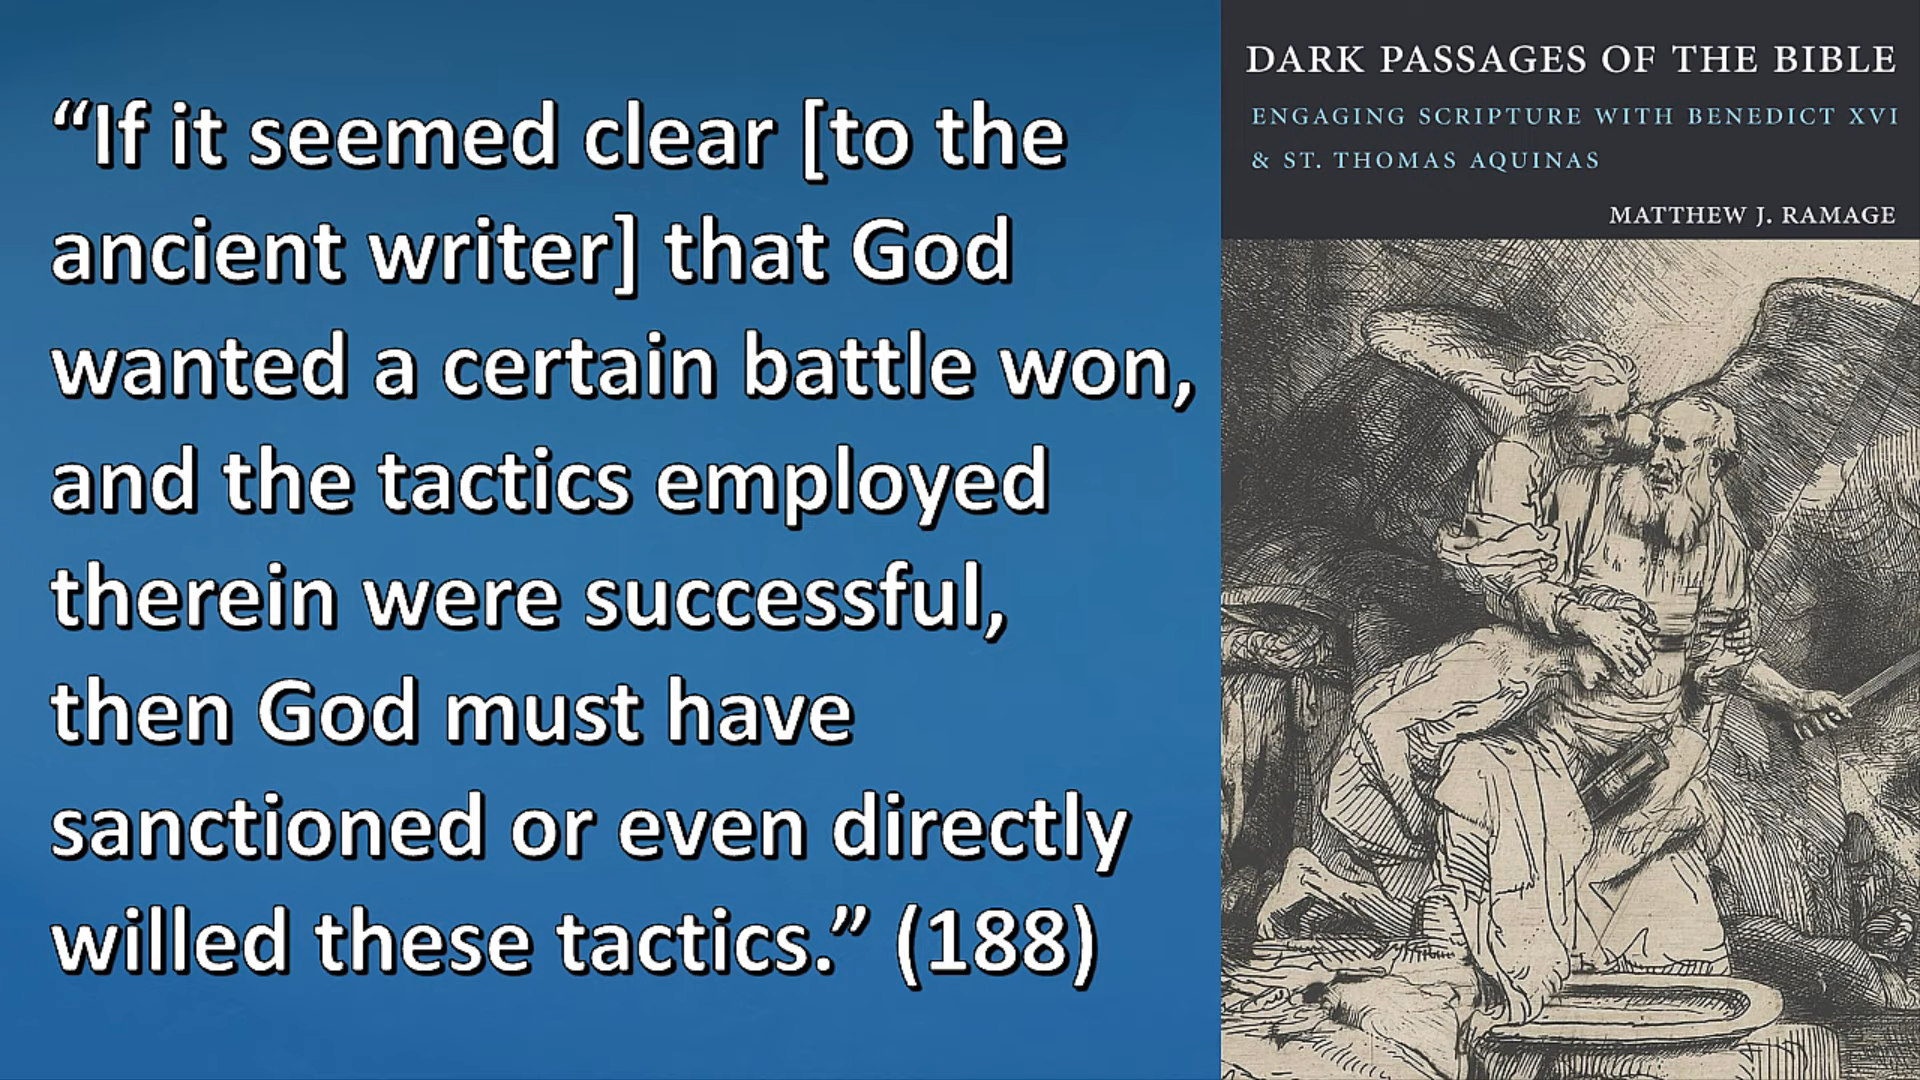 “If it seemed clear [to the
ancient writer] that God
wanted a certain battle won,
and the tactics employed
therein were successful,
then God must have
sanctioned or even directly
willed these tactics.” (188)
DARK PASSAGES OF THE BIBLE
ENGAGING SCRIPTURE WITH BENEDICT XVI
& ST. THOMAS AQUINAS
MATTHEW J. RAMAGE